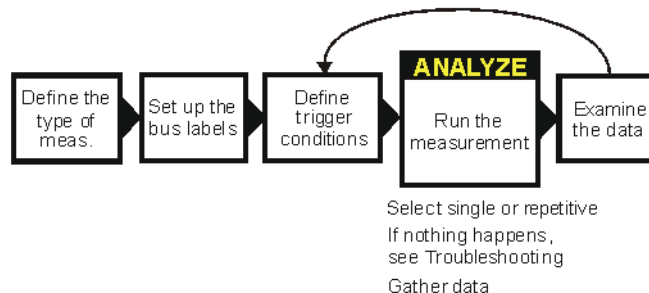 Define the
type of
meas.
Set up the
bus labels
Define
trigger
conditions
ANALYZE
Run the
measurement
Examine
the data
Select single or repetitive
If nothing happens,
see Troubleshooting
Gather data